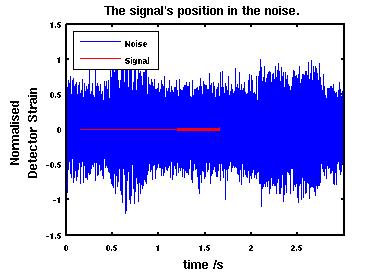 The signal's position in the noise.
Normalised
Detector Strain
1.5
1
0.5
0
-0.5
-1
-1.5
Noise
Signal
0 0.5 1 1.5 2 2.5
time /s